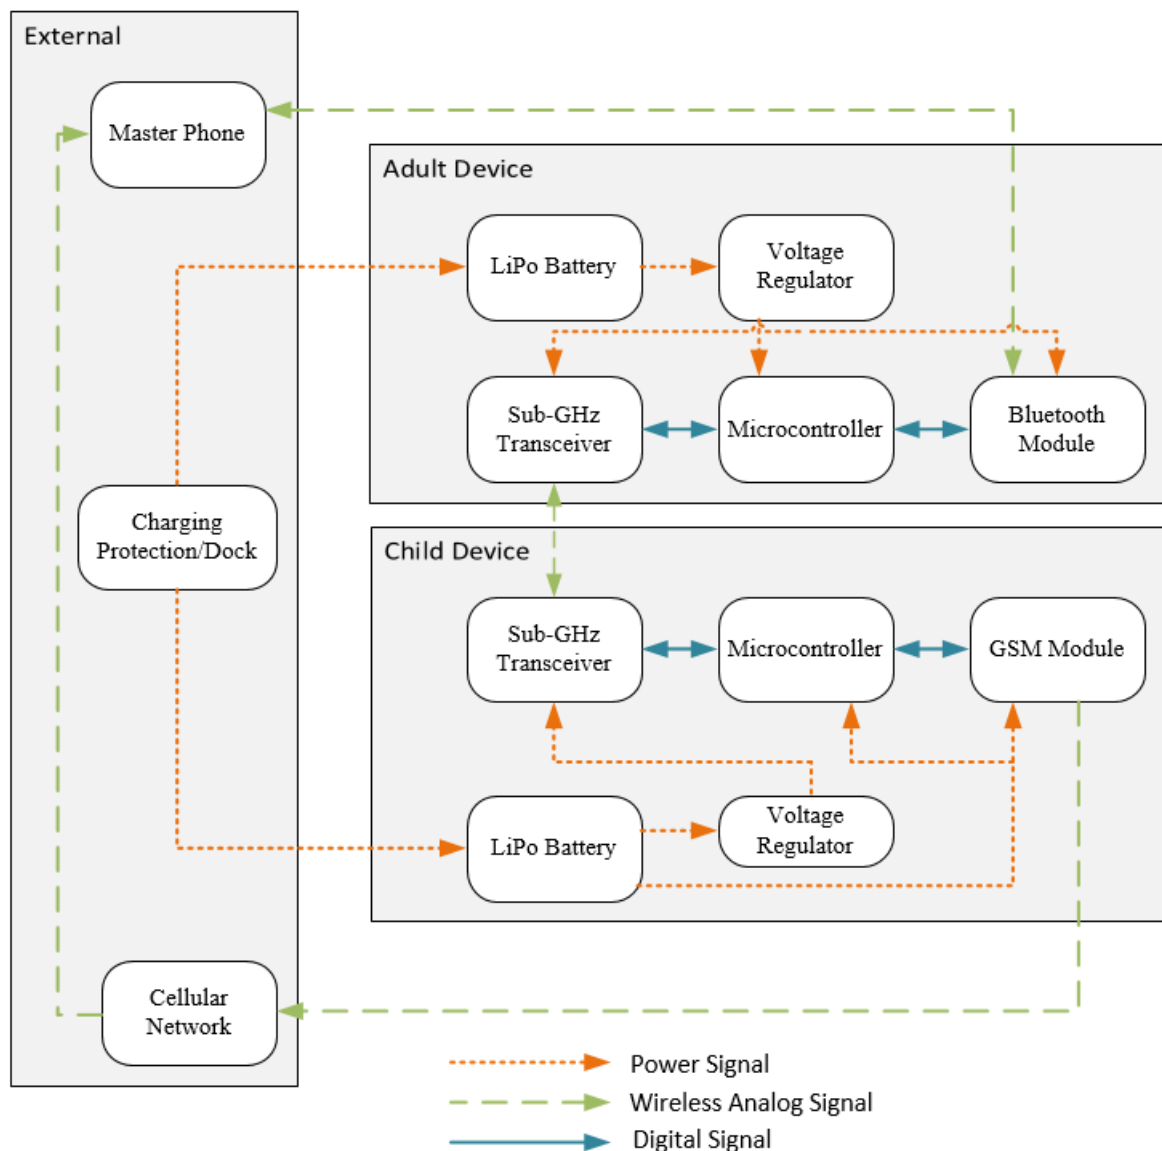 External
Master Phone
Charging
Protection/Dock
Cellular
Network
Adult Device
LiPo Battery
Voltage
Regulator
Sub-GHz
Transceiver
Microcontroller
Bluetooth
Module
Child Device
Sub-GHz
Transceiver
Microcontroller
GSM Module
LiPo Battery
Voltage
Regulator
Power Signal
Wireless Analog Signal
Digital Signal